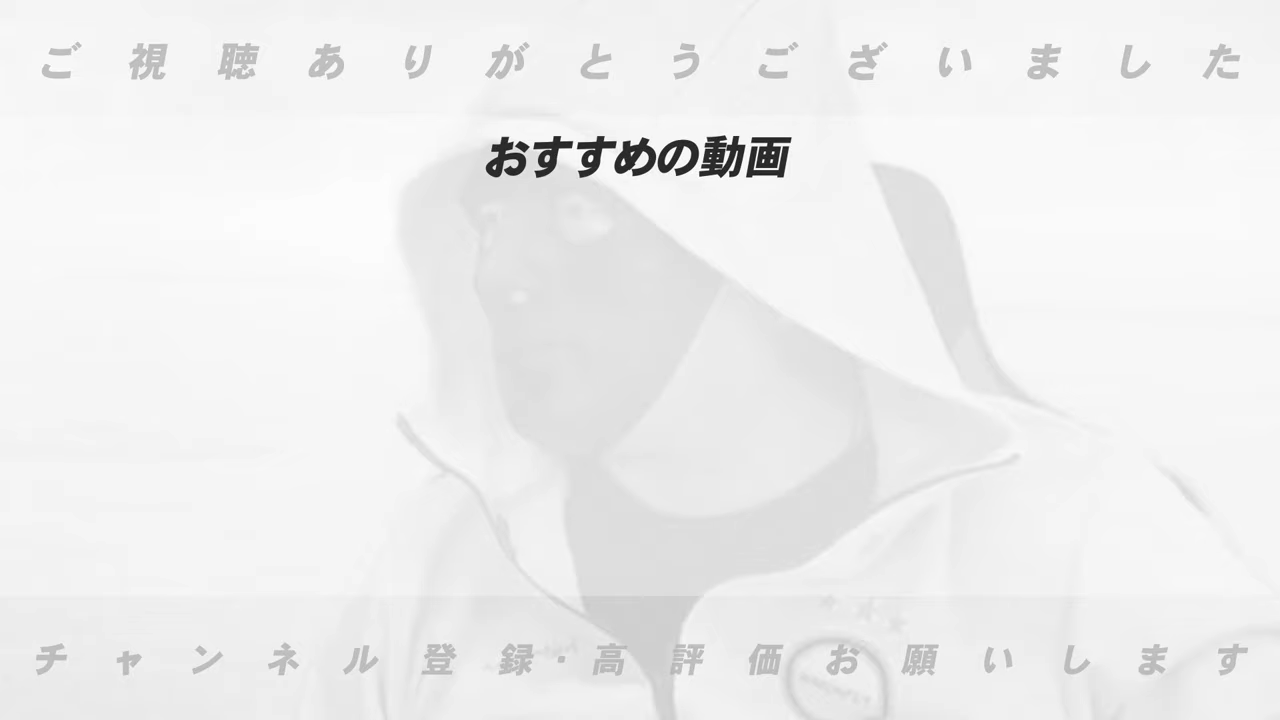 ご視聴ありがとうございました
おすすめの動画
チャンネル登録・高評価お願いします